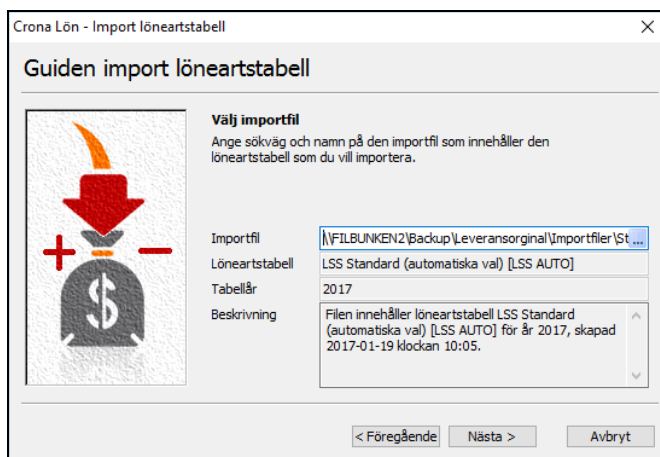 Crona Lön - Import löneartstabell
Guiden import löneartstabell
Välj importfil
Ange sökväg och namn på den importfil som innehåller den
löneartstabell som du vill importera.
Importfil \\FILBUNKEN2\Backup\Leveransorginal\Importfiler\St ...
Löneartstabell LSS Standard (automatiska val) [LSS AUTO]
Tabellår 2017
Beskrivning Filen innehåller löneartstabell LSS Standard
(automatiska val) [LSS AUTO] för år 2017, skapad
2017-01-19 klockan 10:05.
$
< Föregående Nästa > Avbryt